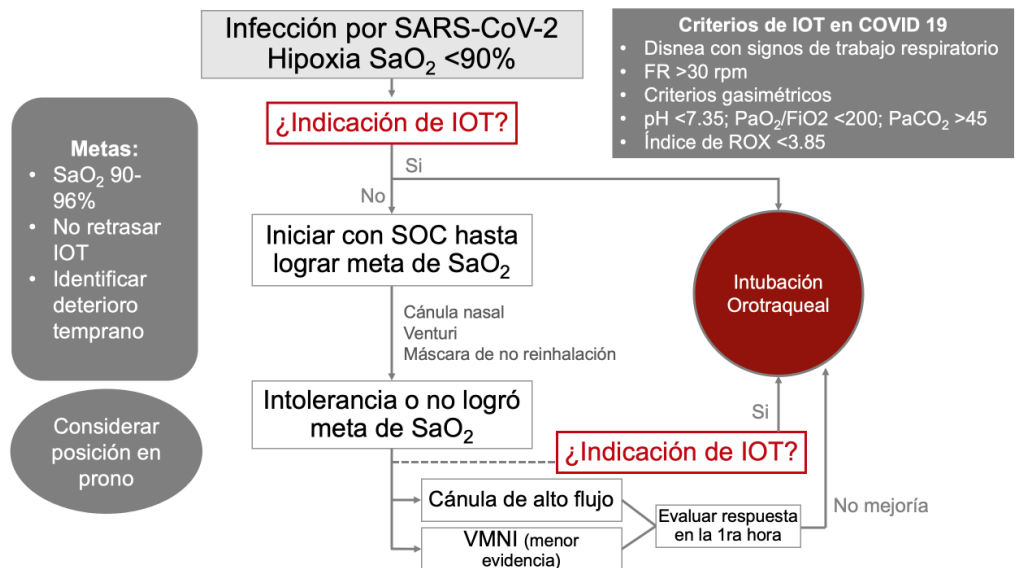 Infección por SARS-CoV-2
Hipoxia SaO₂ <90%
Criterios de IOT en COVID 19
• Disnea con signos de trabajo respiratorio
• FR >30 rpm
• Criterios gasimétricos
• pH <7.35; PaO₂/FiO2 <200; PaCO₂ >45
• Índice de ROX <3.85
¿Indicación de IOT?
Metas:
• SaO₂ 90-
96%
• No retrasar
IOT
• Identificar
deterioro
temprano
Si
No
Iniciar con SOC hasta
lograr meta de SaO₂
Intubación
Orotraqueal
Cánula nasal
Venturi
Máscara de no reinhalación
Intolerancia o no logró
meta de SaO₂
Considerar
posición en
prono
Si
¿Indicación de IOT?
Cánula de alto flujo
VMNI (menor
evidencia)
Evaluar respuesta
en la 1ra hora
No mejoría